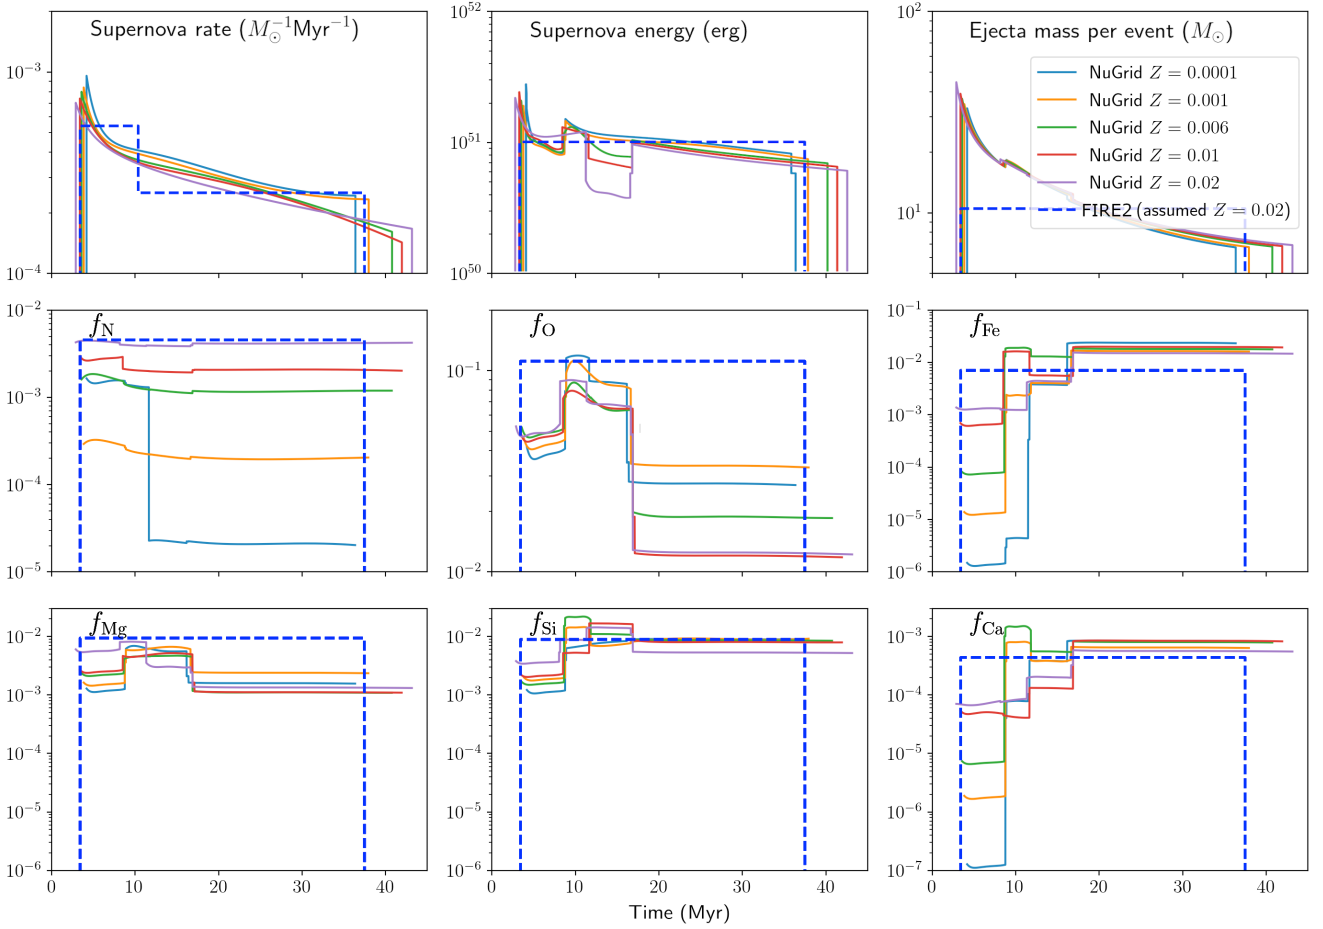 Supernova rate (M⊙⁻¹Myr⁻¹)
10⁻³
10⁻⁴
Supernova energy (erg)
10⁵²
10⁵¹
10⁵⁰
Ejecta mass per event (M⊙)
10²
10¹
NuGrid Z = 0.0001
NuGrid Z = 0.001
NuGrid Z = 0.006
NuGrid Z = 0.01
NuGrid Z = 0.02
FIRE2 (assumed Z = 0.02)
f_N
10⁻²
10⁻³
10⁻⁴
10⁻⁵
f_O
10⁻¹
10⁻²
f_Fe
10⁻¹
10⁻²
10⁻³
10⁻⁴
10⁻⁵
10⁻⁶
f_Mg
10⁻²
10⁻³
10⁻⁴
10⁻⁵
10⁻⁶
0 10 20 30 40
f_Si
10⁻²
10⁻³
10⁻⁴
10⁻⁵
10⁻⁶
0 10 20 30 40
f_Ca
10⁻³
10⁻⁴
10⁻⁵
10⁻⁶
10⁻⁷
0 10 20 30 40
Time (Myr)